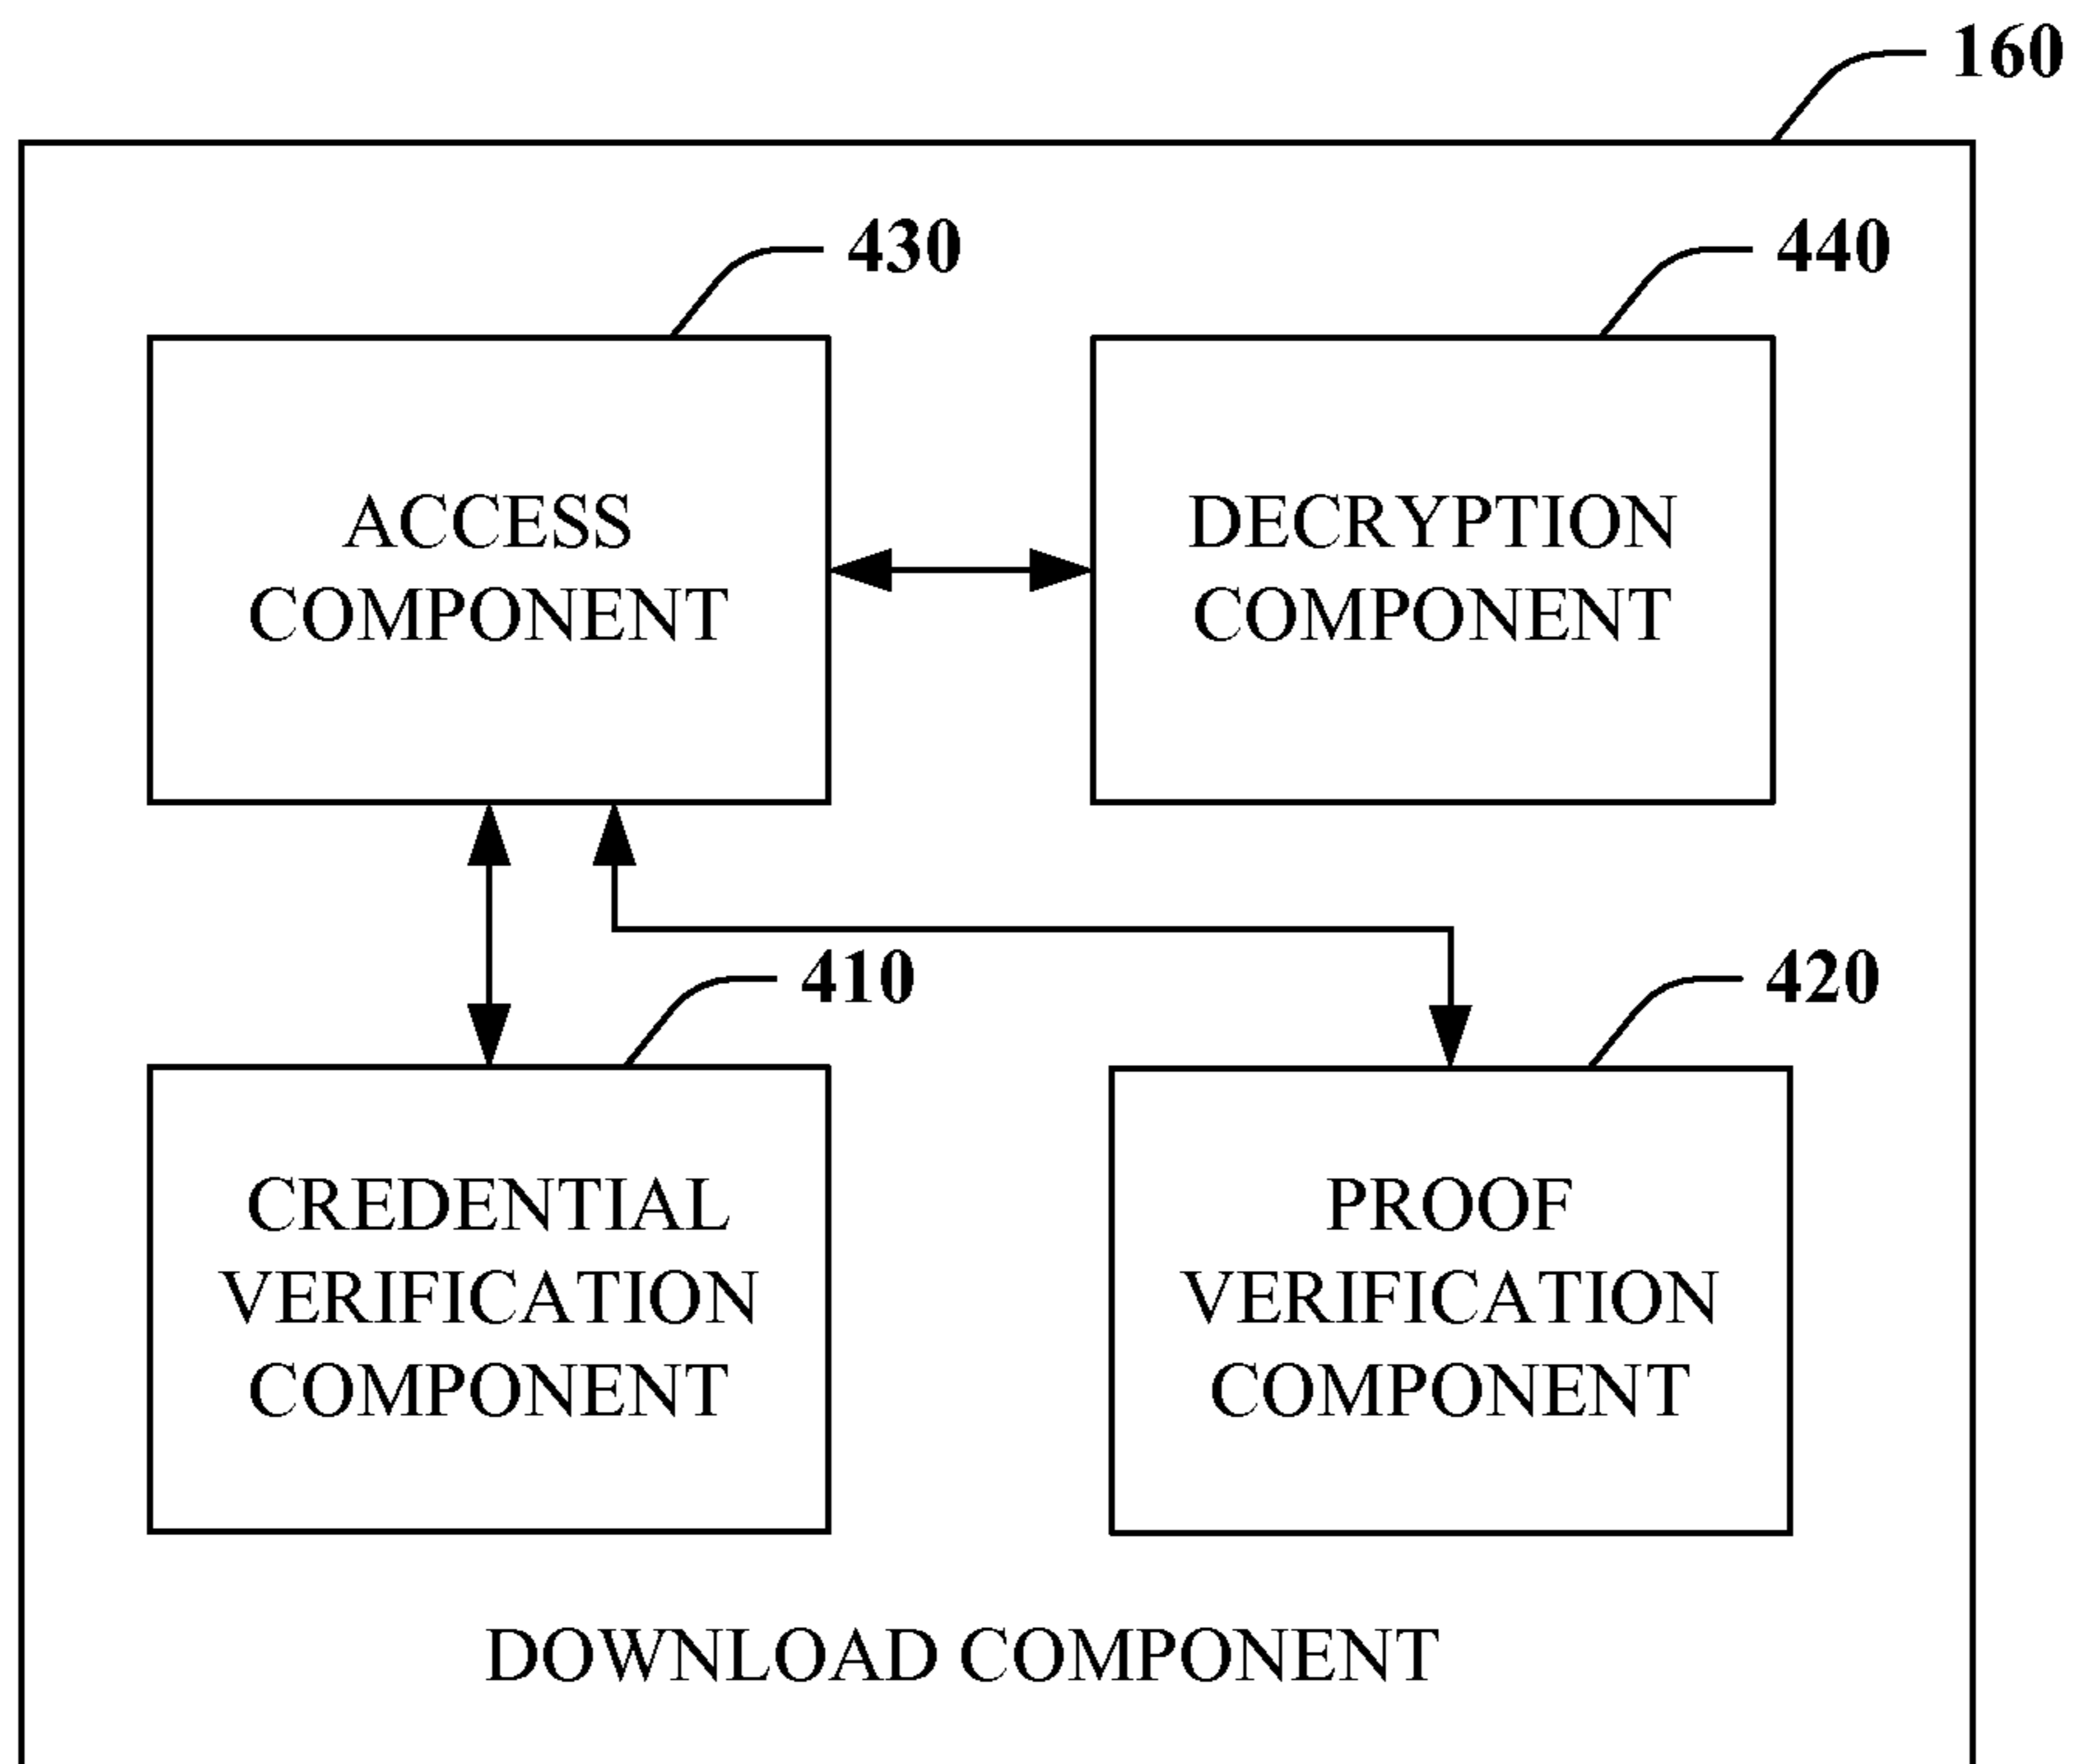 160
430
440
ACCESS
COMPONENT
DECRYPTION
COMPONENT
410
420
CREDENTIAL
VERIFICATION
COMPONENT
PROOF
VERIFICATION
COMPONENT
DOWNLOAD COMPONENT